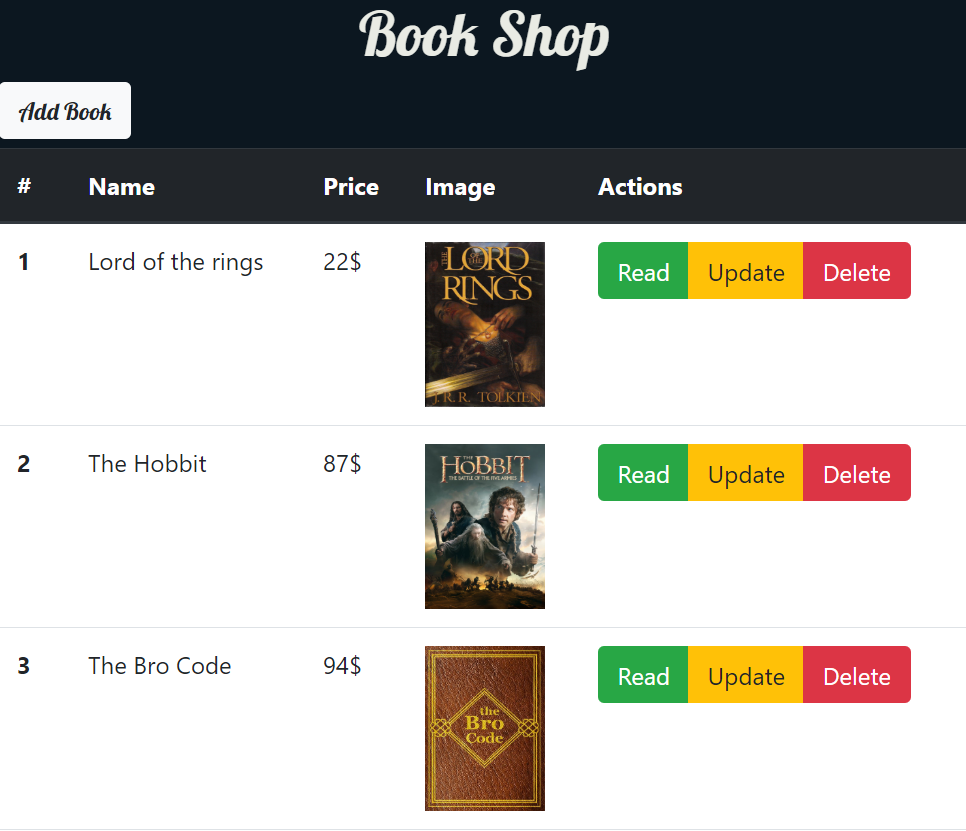 Book Shop
Add Book
# Name Price Image Actions
1 Lord of the rings 22$ Read Update Delete
THE LORD
OF THE
RINGS
J.R.R. TOLKIEN
2 The Hobbit 87$ Read Update Delete
THE
HOBBIT
THE BATTLE OF THE FIVE ARMIES
3 The Bro Code 94$ Read Update Delete
the
Bro
Code